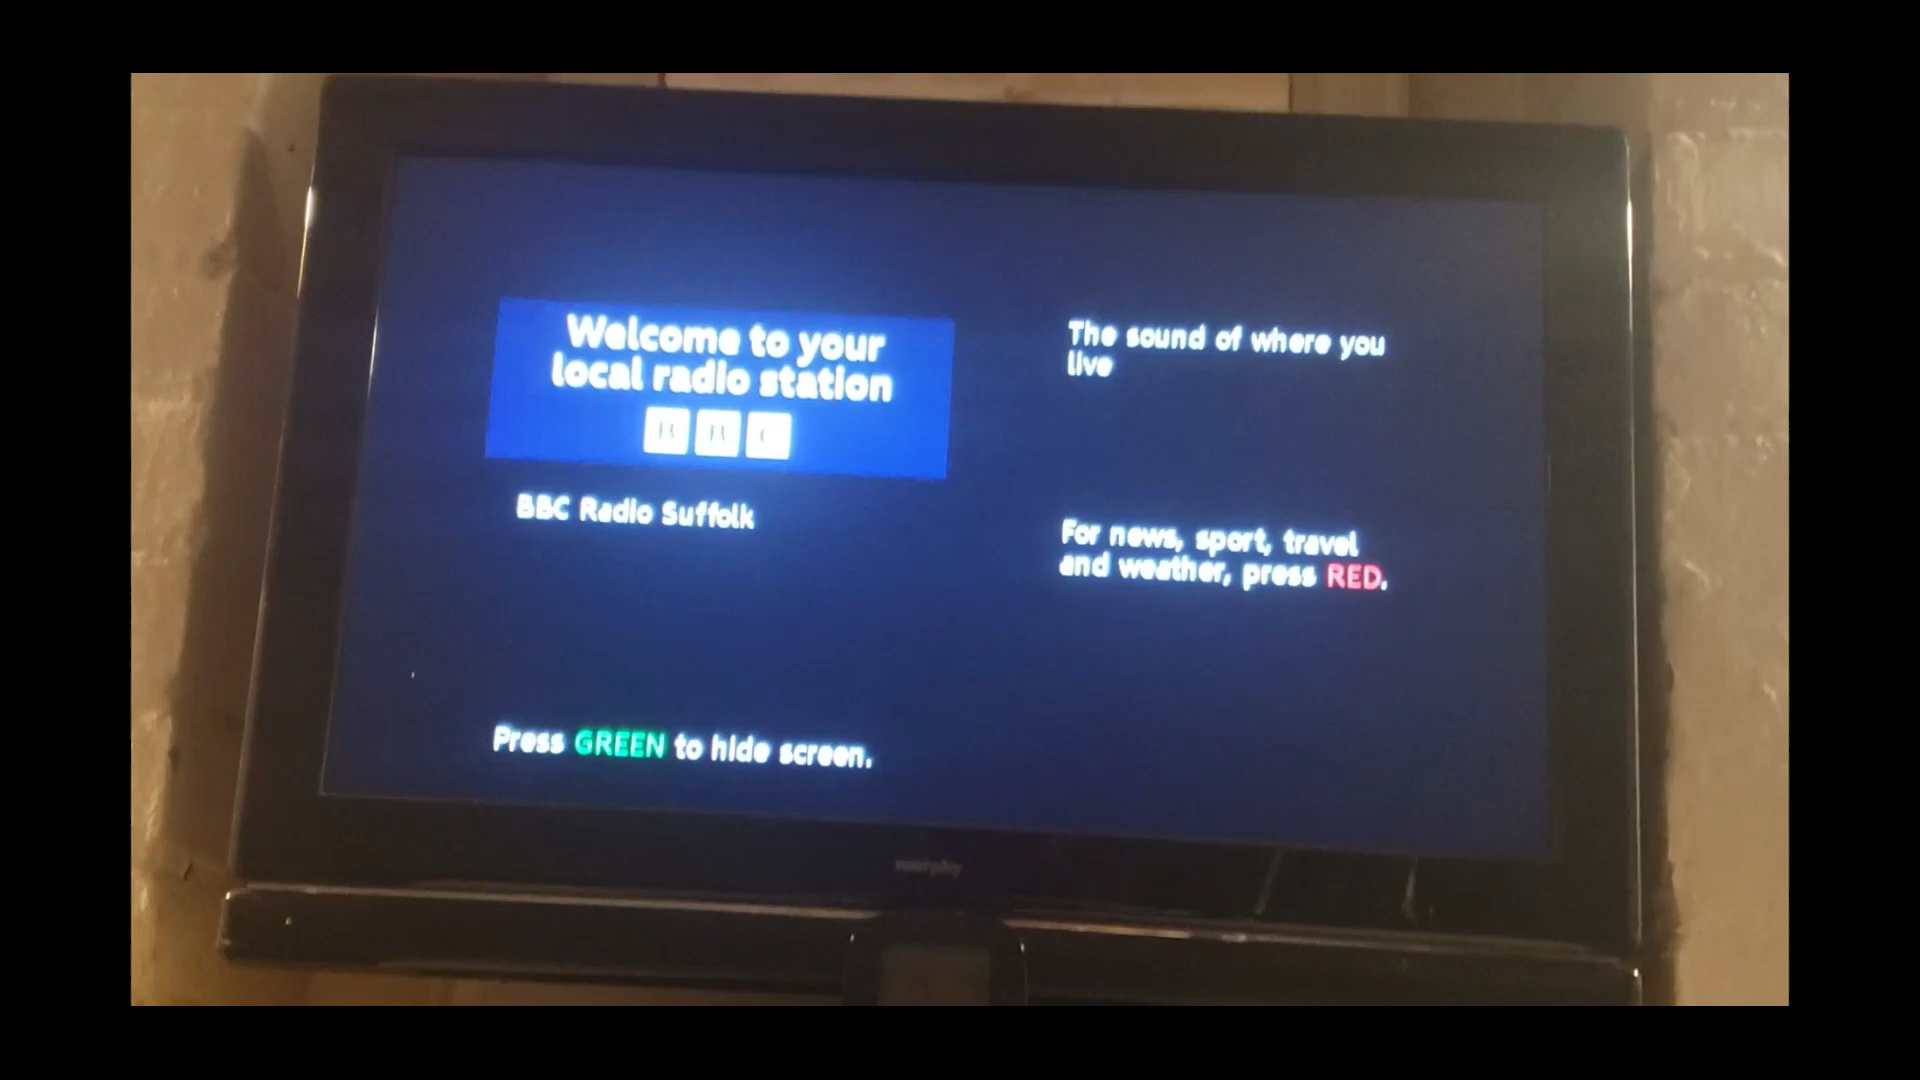 Welcome to your
local radio station
BBC
BBC Radio Suffolk
The sound of where you
live
For news, sport, travel
and weather, press RED.
Press GREEN to hide screen.